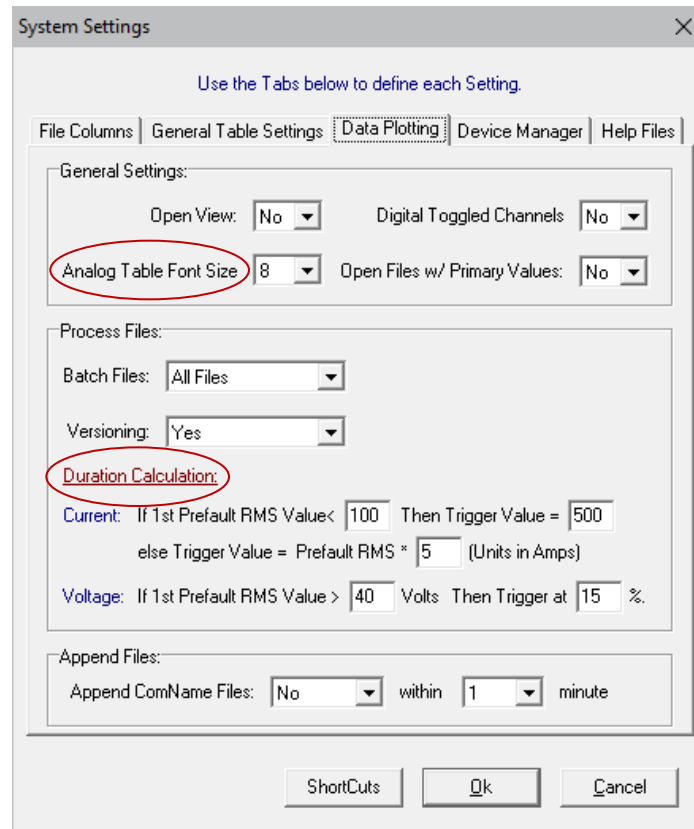 System Settings
Use the Tabs below to define each Setting.
File Columns General Table Settings Data Plotting Device Manager Help Files
General Settings:
Open View: No Digital Toggled Channels No
Analog Table Font Size 8 Open Files w/ Primary Values: No
Process Files:
Batch Files: All Files
Versioning: Yes
Duration Calculation:
Current: If 1st Prefault RMS Value< 100 Then Trigger Value = 500
else Trigger Value = Prefault RMS * 5 (Units in Amps)
Voltage: If 1st Prefault RMS Value > 40 Volts Then Trigger at 15 %.
Append Files:
Append ComName Files: No within 1 minute
ShortCuts Ok Cancel